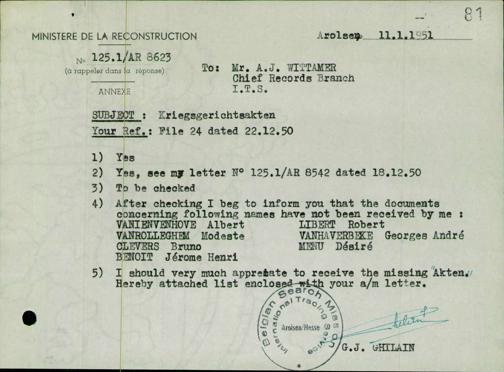 81
MINISTERE DE LA RECONSTRUCTION
Arolsen, 11.1.1951
No 125.1/AR 8623
(à rappeler dans la réponse)
To: Mr. A.J. WITTAMER
Chief Records Branch
I.T.S.
ANNEXE
SUBJECT : Kriegsgerichtsakten
Your Ref.: File 24 dated 22.12.50
1) Yes
2) Yes, see my letter N° 125.1/AR 8542 dated 18.12.50
3) To be checked
4) After checking I beg to inform you that the documents
concerning following names have not been received by me :
VANIENVENHOVE Albert LIBERT Robert
VANROLLEGHEM Modeste VANHAVERBEKE Georges André
CLEVERS Bruno MENU Désiré
BENOIT Jérome Henri
5) I should very much appreciate to receive the missing "Akten.
Hereby attached list enclosed with your a/m letter.
Belgian Search Mission
International Tracing Service
Arolsen/Hesse
G.J. GHILAIN